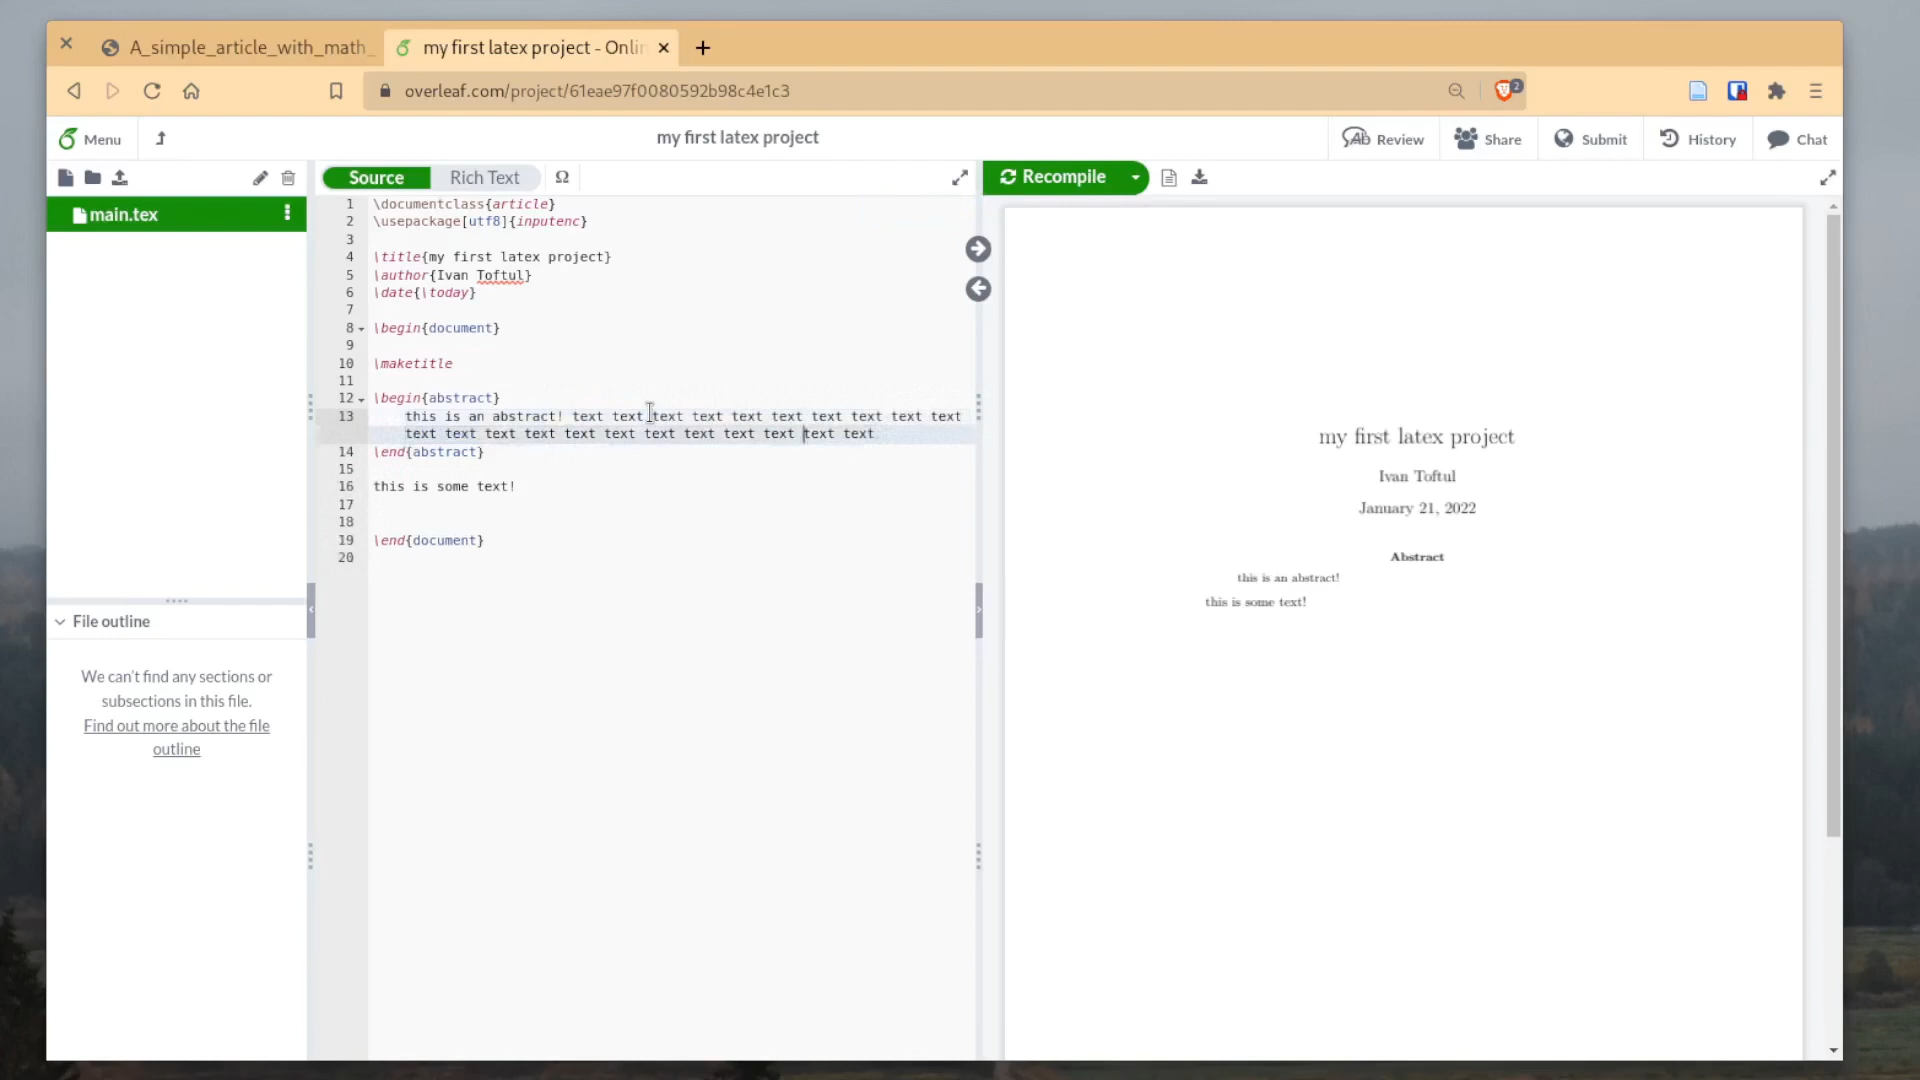 A_simple_article_with_math_
my first latex project - Onli
overleaf.com/project/61eae97f0080592b98c4e1c3
2
Menu
my first latex project
Review
Share
Submit
History
Chat
Source
Rich Text
Ω
Recompile
main.tex
1 \documentclass{article}
2 \usepackage[utf8]{inputenc}
3
4 \title{my first latex project}
5 \author{Ivan Toftul}
6 \date{\today}
7
8 \begin{document}
9
10 \maketitle
11
12 \begin{abstract}
13 this is an abstract! text text text text text text text text text text
text text text text text text text text text text text text
14 \end{abstract}
15
16 this is some text!
17
18
19 \end{document}
20
File outline
We can't find any sections or
subsections in this file.
Find out more about the file
outline
my first latex project
Ivan Toftul
January 21, 2022
Abstract
this is an abstract!
this is some text!